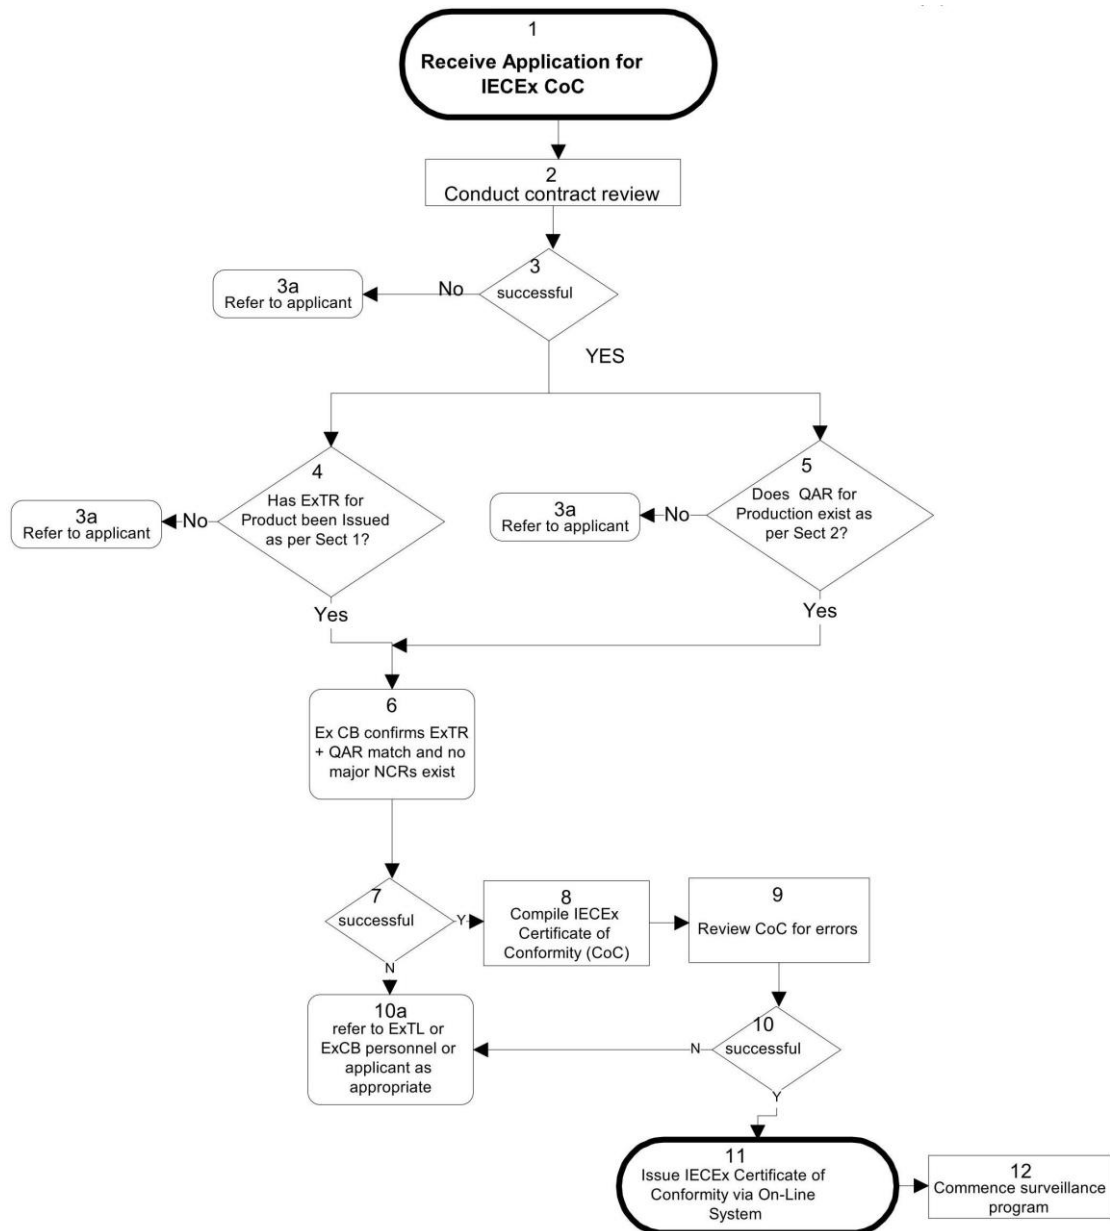 1
Receive Application for
IECEx CoC
2
Conduct contract review
3
successful
No
3a
Refer to applicant
YES
4
Has ExTR for
Product been Issued
as per Sect 1?
No
3a
Refer to applicant
5
Does QAR for
Production exist as
per Sect 2?
No
3a
Refer to applicant
Yes
Yes
6
Ex CB confirms ExTR
+ QAR match and no
major NCRs exist
7
successful
Y
8
Compile IECEx
Certificate of
Conformity (CoC)
9
Review CoC for errors
N
10a
refer to ExTL or
ExCB personnel or
applicant as
appropriate
10
successful
N
Y
11
Issue IECEx Certificate of
Conformity via On-Line
System
12
Commence surveillance
program